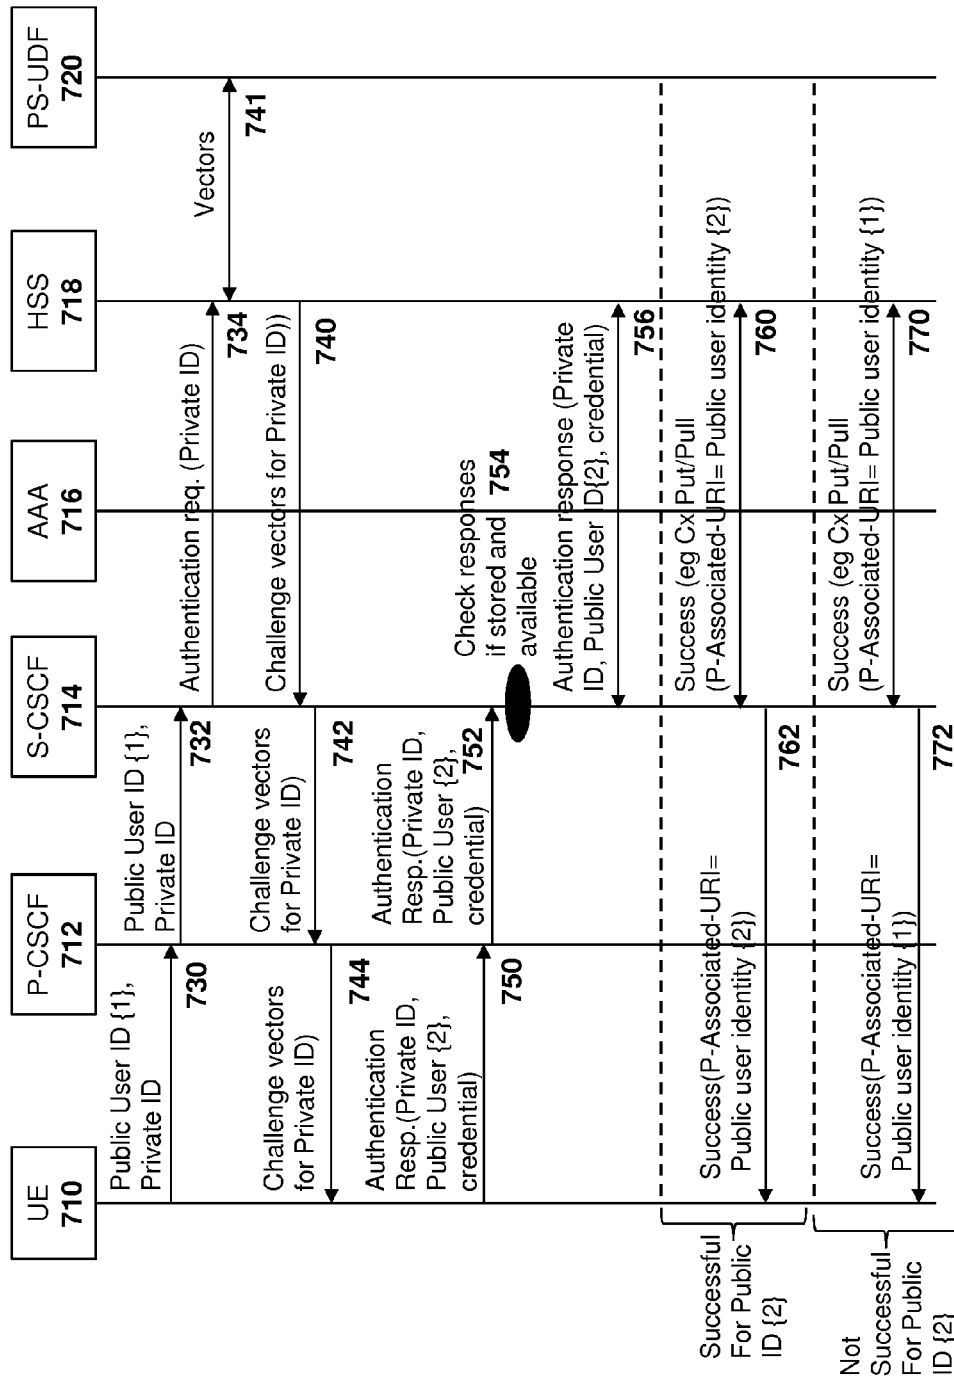 UE
710
P-CSCF
712
S-CSCF
714
AAA
716
HSS
718
PS-UDF
720
Public User ID {1},
Private ID
730
Public User ID {1},
Private ID
732
Authentication req. (Private ID)
734
Vectors
741
Challenge vectors for Private ID))
740
Challenge vectors
for Private ID)
742
Challenge vectors
for Private ID)
744
Authentication
Resp.(Private ID,
Public User {2},
credential)
750
Authentication
Resp.(Private ID,
Public User {2},
credential)
752
Check responses
if stored and
available
754
Authentication response (Private
ID, Public User ID{2}, credential)
756
Successful
For Public
ID {2}
Success (eg Cx Put/Pull
(P-Associated-URI= Public user identity {2})
760
Success(P-Associated-URI=
Public user identity {2})
762
Not
Successful
For Public
ID {2}
Success (eg Cx Put/Pull
(P-Associated-URI= Public user identity {1})
770
Success(P-Associated-URI=
Public user identity {1})
772